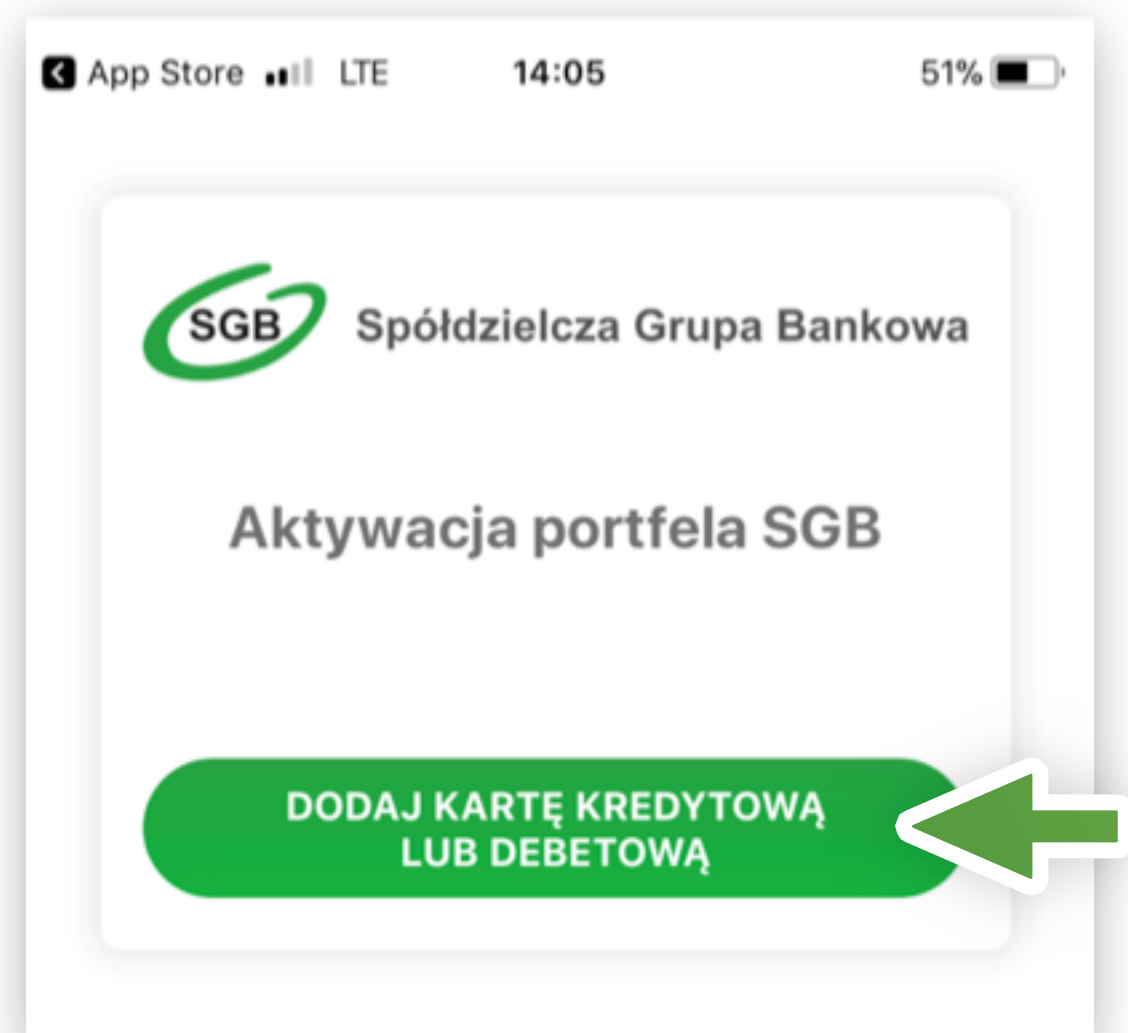 App Store LTE 14:05 51%
SGB Spółdzielcza Grupa Bankowa
Aktywacja portfela SGB
DODAJ KARTĘ KREDYTOWĄ
LUB DEBETOWĄ